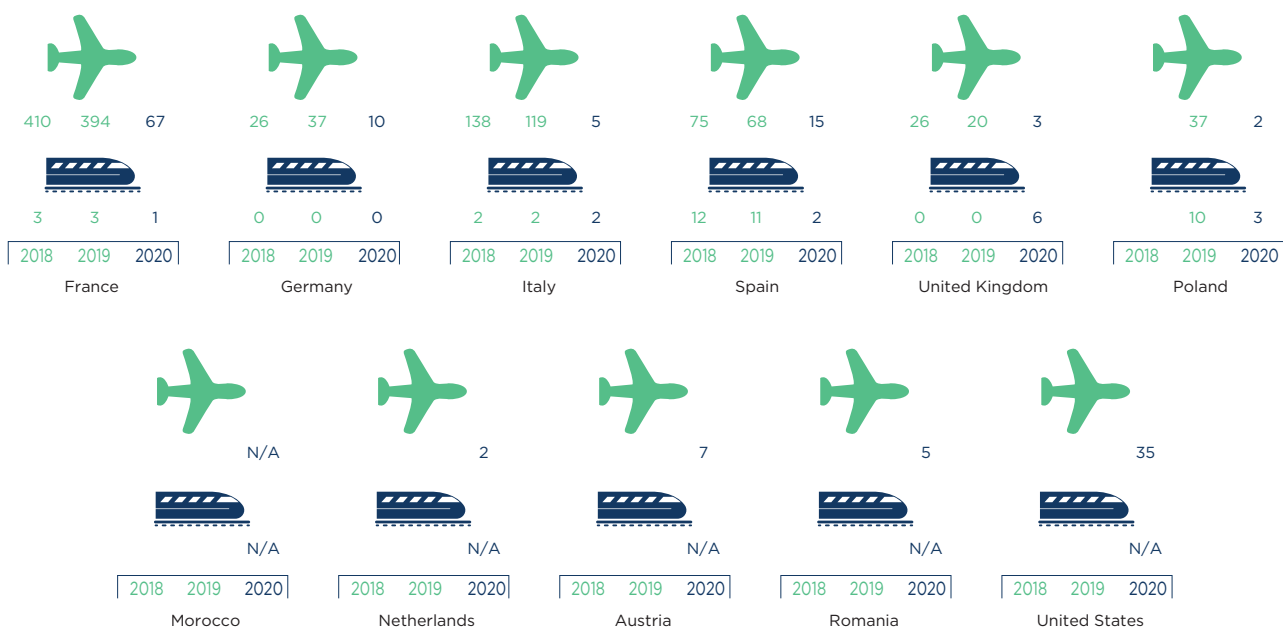 410 394 67 26 37 10 138 119 5 75 68 15 26 20 3 37 2
3 3 1 0 0 0 2 2 2 12 11 2 0 0 6 10 3
2018 2019 2020 2018 2019 2020 2018 2019 2020 2018 2019 2020 2018 2019 2020 2018 2019 2020
France Germany Italy Spain United Kingdom Poland
N/A 2 7 5 35
N/A N/A N/A N/A N/A
2018 2019 2020 2018 2019 2020 2018 2019 2020 2018 2019 2020 2018 2019 2020
Morocco Netherlands Austria Romania United States